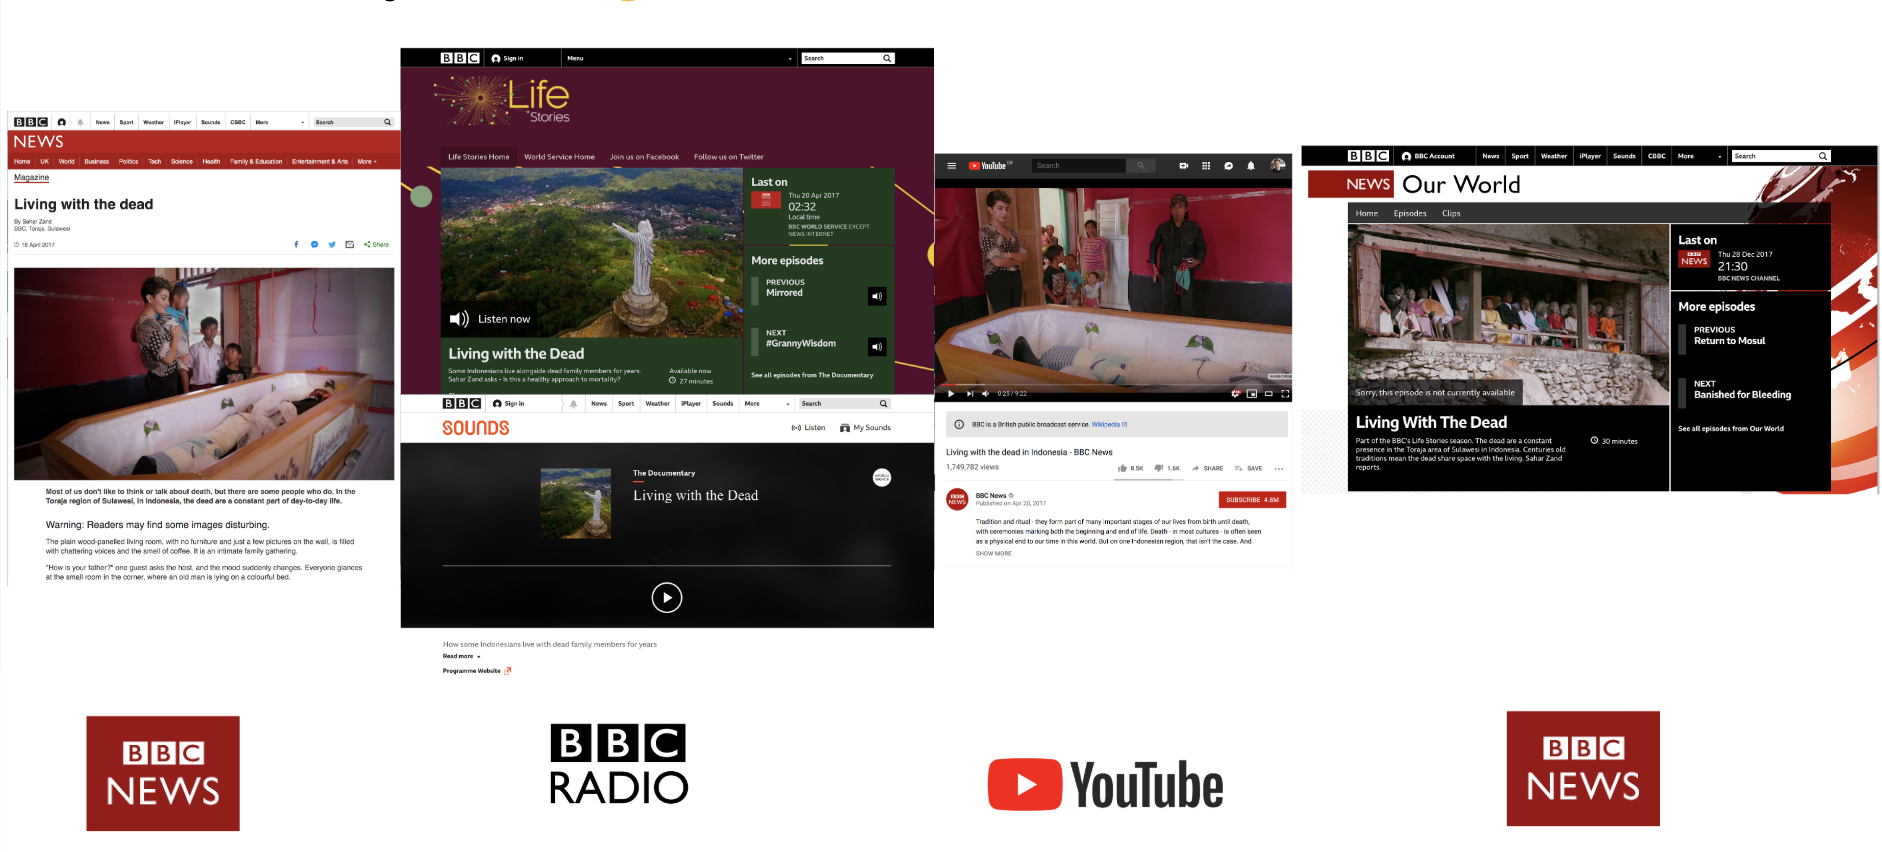 BBC
News
Sport
Weather
iPlayer
Sounds
CBBC
More
Search
NEWS
Home
UK
World
Business
Politics
Tech
Science
Health
Family & Education
Entertainment & Arts
More
Magazine
Living with the dead
By Sahar Zand
BBC, Toraja, Sulawesi
18 April 2017
Share
Most of us don't like to think or talk about death, but there are some people who do. In the
Toraja region of Sulawesi, in Indonesia, the dead are a constant part of day-to-day life.
Warning: Readers may find some images disturbing.
The plain wood-panelled living room, with no furniture and just a few pictures on the wall, is filled
with chattering voices and the smell of coffee. It is an intimate family gathering.
"How is your father?" one guest asks the host, and the mood suddenly changes. Everyone glances
at the small room in the corner, where an old man is lying on a colourful bed.
BBC
Sign in
Menu
Search
Life
Stories
Life Stories Home
World Service Home
Join us on Facebook
Follow us on Twitter
Listen now
Living with the Dead
Some Indonesians live alongside dead family members for years.
Sahar Zand asks - Is this a healthy approach to mortality?
Available now
27 minutes
Last on
Thu 20 Apr 2017
02:32
Local time
BBC WORLD SERVICE EXCEPT
NEWS INTERNET
More episodes
PREVIOUS
Mirrored
NEXT
#GrannyWisdom
See all episodes from The Documentary
BBC
Sign in
News
Sport
Weather
iPlayer
Sounds
More
Search
SOUNDS
Listen
My Sounds
The Documentary
Living with the Dead
How some Indonesians live with dead family members for years
Read more
Programme Website
YouTube
Search
SUBSCRIBE
0:25 / 9:22
BBC is a British public broadcast service. Wikipedia
Living with the dead in Indonesia - BBC News
1,749,782 views
8.5K
1.6K
SHARE
SAVE
BBC
NEWS
BBC News
Published on Apr 20, 2017
SUBSCRIBE 4.8M
Tradition and ritual - they form part of many important stages of our lives from birth until death,
with ceremonies marking both the beginning and end of life. Death - in most cultures - is often seen
as a physical end to our time in this world. But on one Indonesian region, that isn't the case. And
SHOW MORE
BBC
BBC Account
News
Sport
Weather
iPlayer
Sounds
CBBC
More
Search
NEWS
Our World
Home
Episodes
Clips
Sorry, this episode is not currently available
Living With The Dead
Part of the BBC's Life Stories season. The dead are a constant
presence in the Toraja area of Sulawesi in Indonesia. Centuries old
traditions mean the dead share space with the living. Sahar Zand
reports.
30 minutes
Last on
BBC
NEWS
Thu 28 Dec 2017
21:30
BBC NEWS CHANNEL
More episodes
PREVIOUS
Return to Mosul
NEXT
Banished for Bleeding
See all episodes from Our World
BBC
NEWS
BBC
RADIO
YouTube
BBC
NEWS